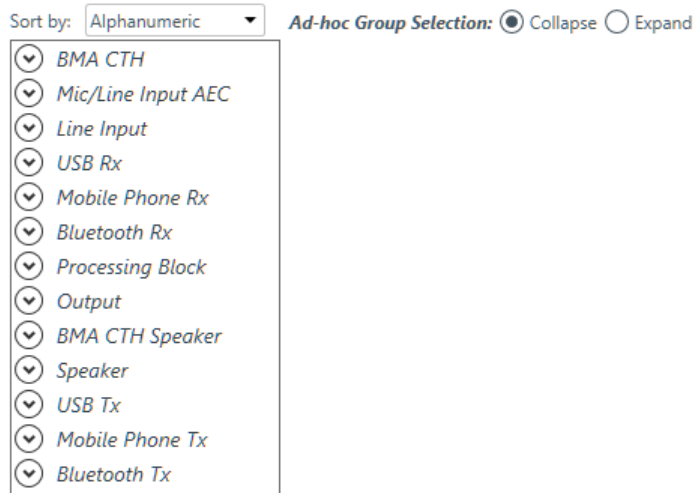 Sort by: Alphanumeric Ad-hoc Group Selection: Collapse Expand
BMA CTH
Mic/Line Input AEC
Line Input
USB Rx
Mobile Phone Rx
Bluetooth Rx
Processing Block
Output
BMA CTH Speaker
Speaker
USB Tx
Mobile Phone Tx
Bluetooth Tx